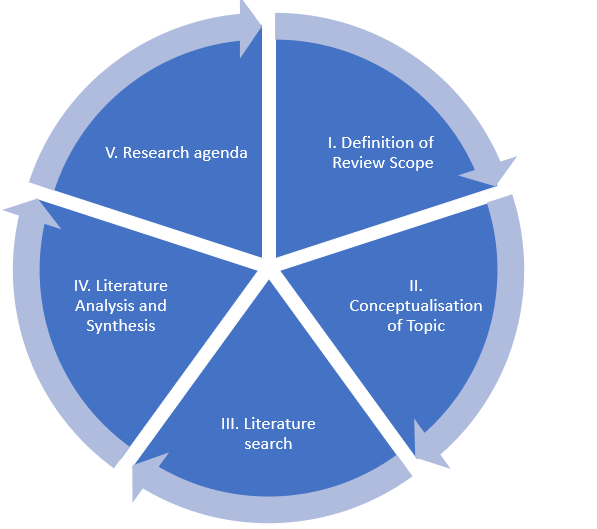 I. Definition of
Review Scope
II.
Conceptualisation
of Topic
III. Literature
search
IV. Literature
Analysis and
Synthesis
V. Research agenda